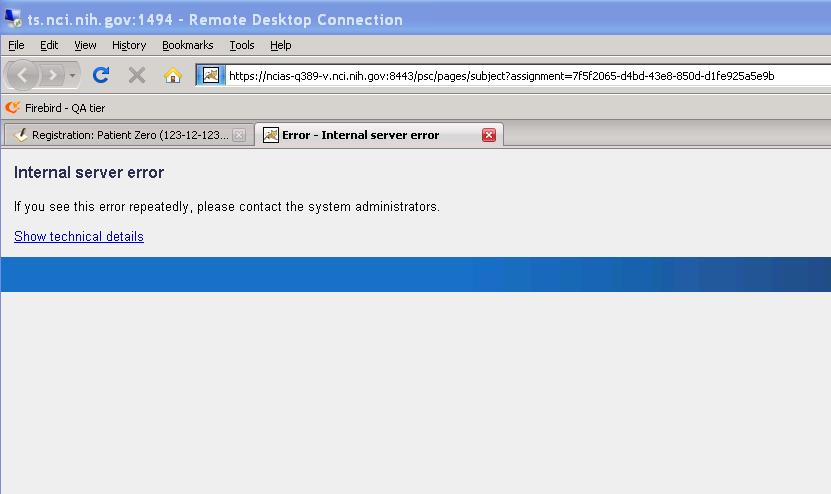 ts.nci.nih.gov:1494 - Remote Desktop Connection
File Edit View History Bookmarks Tools Help
https://ncias-q389-v.nci.nih.gov:8443/psc/pages/subject?assignment=7f5f2065-d4bd-43e8-850d-d1fe925a5e9b
Firebird - QA tier
Registration: Patient Zero (123-12-123... Error - Internal server error
Internal server error
If you see this error repeatedly, please contact the system administrators.
Show technical details